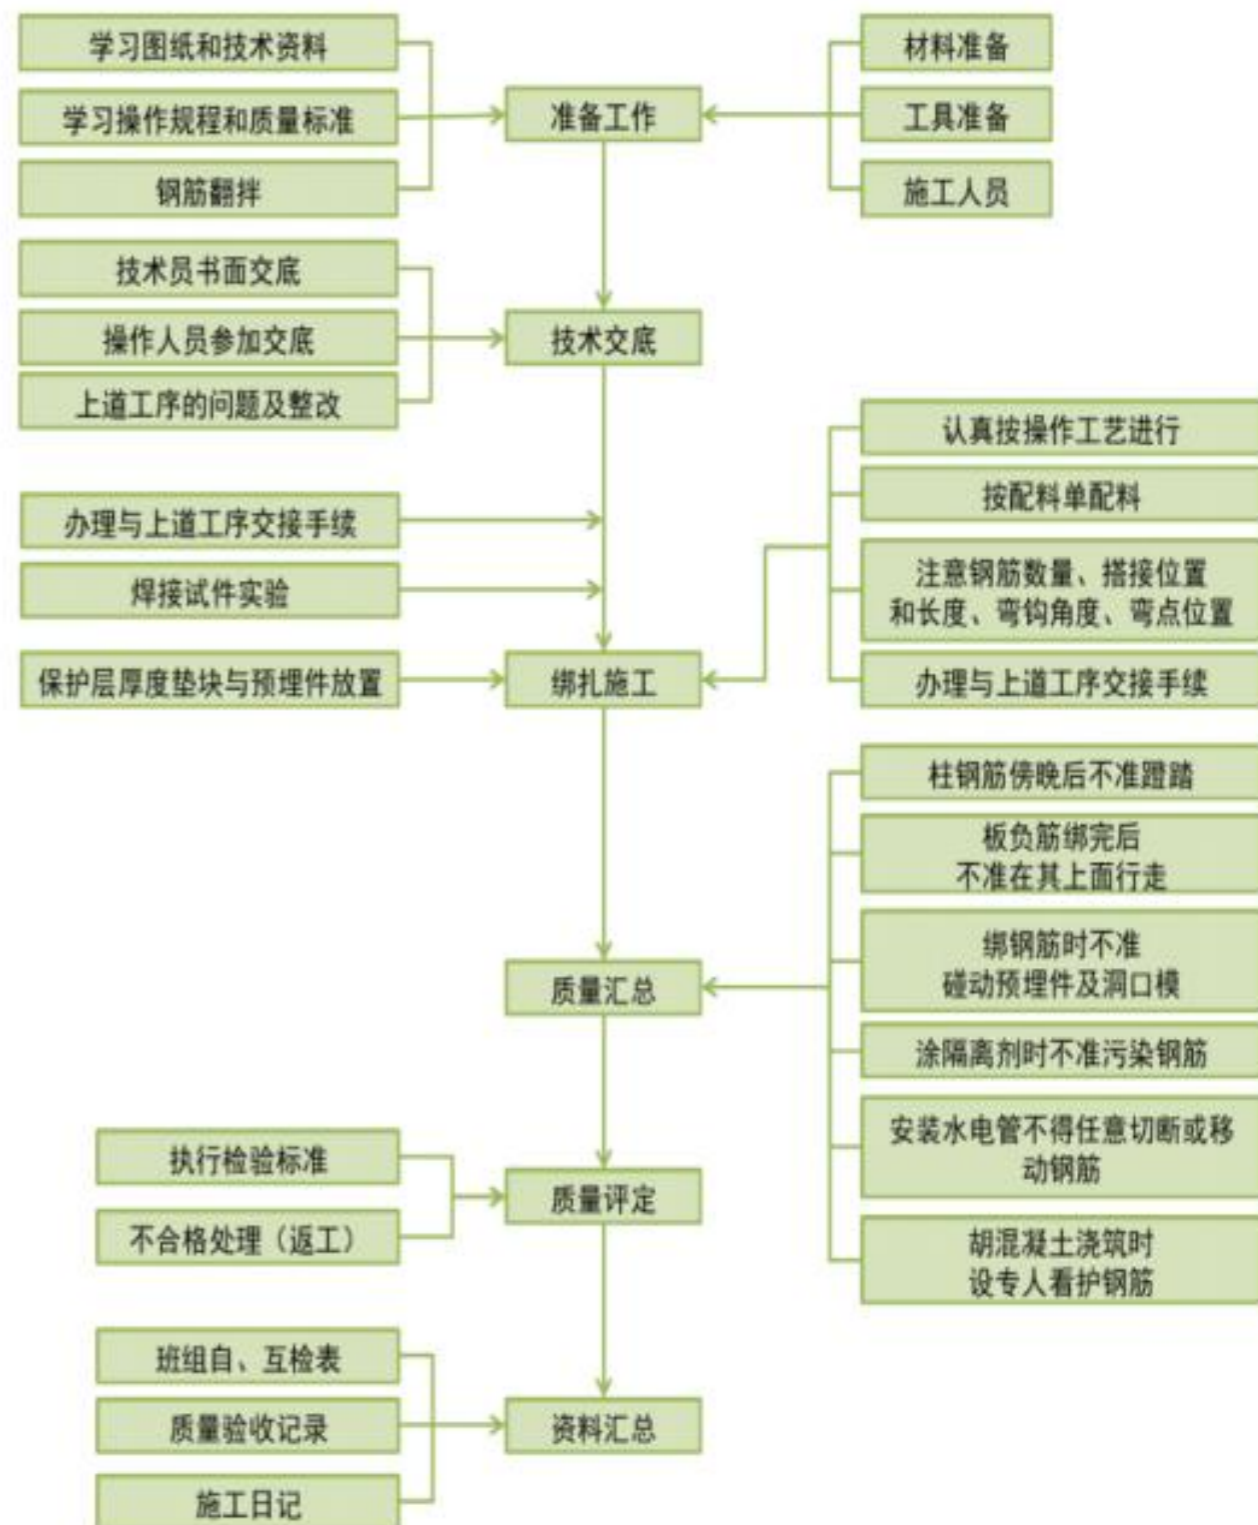 学习图纸和技术资料
学习操作规程和质量标准
钢筋翻拌
准备工作
材料准备
工具准备
施工人员
技术员书面交底
操作人员参加交底
上道工序的问题及整改
技术交底
办理与上道工序交接手续
焊接试件实验
保护层厚度垫块与预埋件放置
绑扎施工
认真按操作工艺进行
按配料单配料
注意钢筋数量、搭接位置
和长度、弯钩角度、弯点位置
办理与上道工序交接手续
质量汇总
柱钢筋傍晚后不准蹬踏
板负筋绑完后
不准在其上面行走
绑钢筋时不准
碰动预埋件及洞口模
涂隔离剂时不准污染钢筋
安装水电管不得任意切断或移
动钢筋
胡混凝土浇筑时
设专人看护钢筋
执行检验标准
不合格处理（返工）
质量评定
班组自、互检表
质量验收记录
施工日记
资料汇总